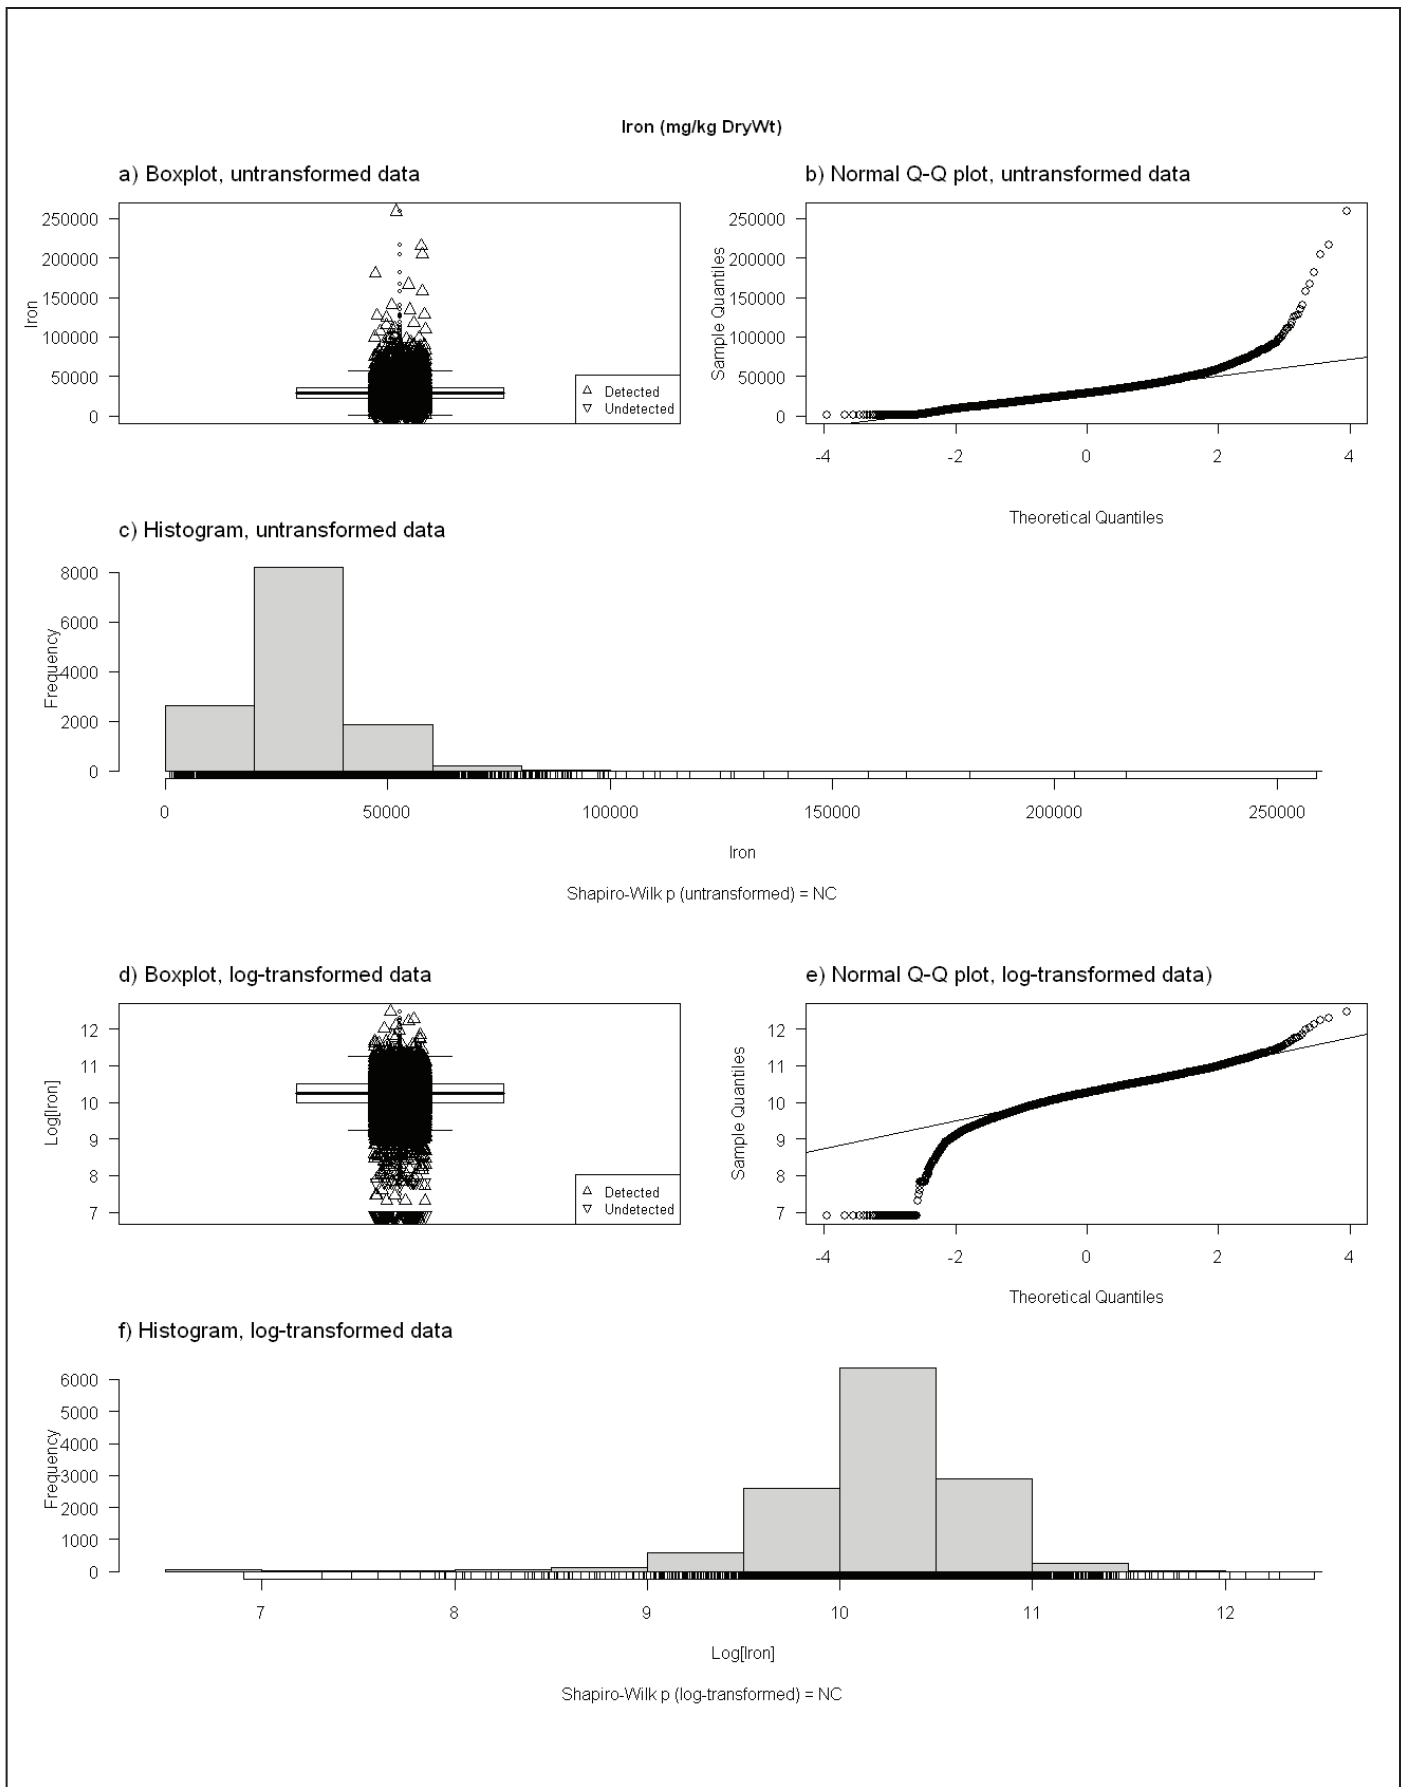 Iron (mg/kg DryWt)
a) Boxplot, untransformed data
Iron
250000
200000
150000
100000
50000
0
Detected
Undetected
b) Normal Q-Q plot, untransformed data
Sample Quantiles
250000
200000
150000
100000
50000
0
-4 -2 0 2 4
Theoretical Quantiles
c) Histogram, untransformed data
Frequency
8000
6000
4000
2000
0
0 50000 100000 150000 200000 250000
Iron
Shapiro-Wilk p (untransformed) = NC
d) Boxplot, log-transformed data
Log[Iron]
12
11
10
9
8
7
Detected
Undetected
e) Normal Q-Q plot, log-transformed data)
Sample Quantiles
12
11
10
9
8
7
-4 -2 0 2 4
Theoretical Quantiles
f) Histogram, log-transformed data
Frequency
6000
5000
4000
3000
2000
1000
0
7 8 9 10 11 12
Log[Iron]
Shapiro-Wilk p (log-transformed) = NC